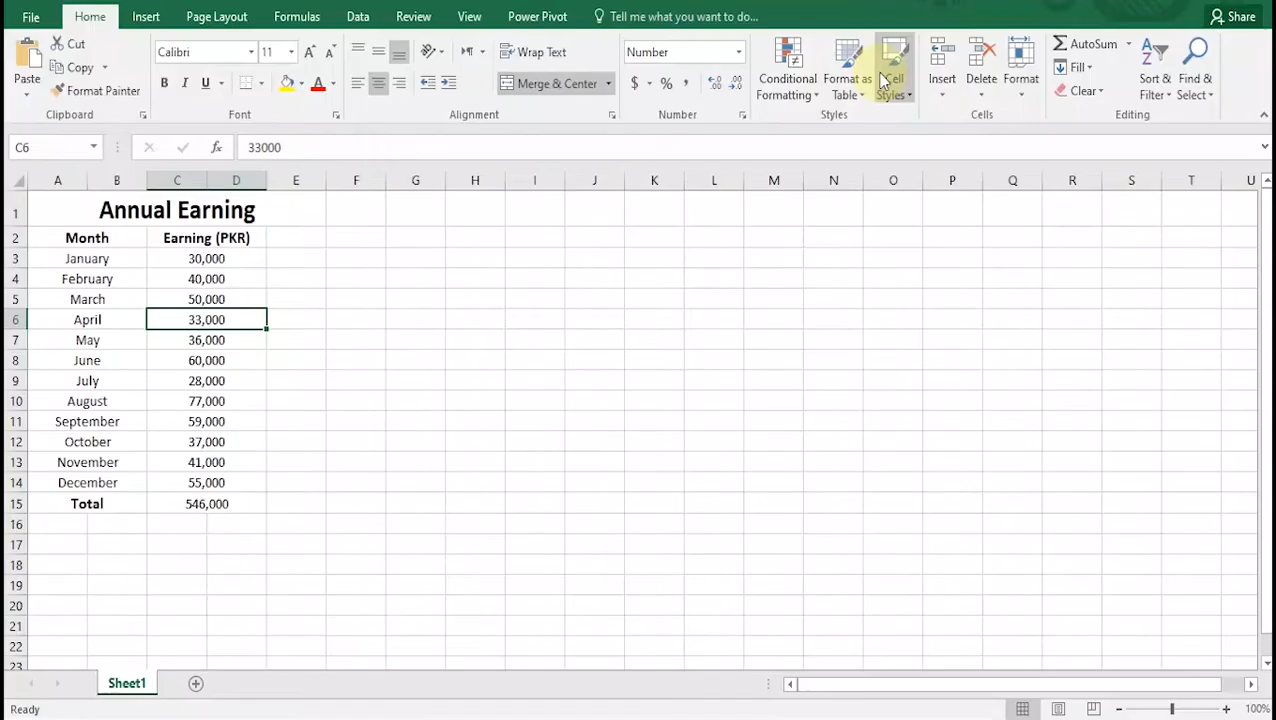 File Home Insert Page Layout Formulas Data Review View Power Pivot Tell me what you want to do... Share
Cut
Copy
Format Painter
Paste
Clipboard
Calibri 11
B I U
Font
Wrap Text
Merge & Center
Alignment
Number
$ % ,
Number
Conditional Formatting
Format as Table
Cell Styles
Styles
Insert
Delete
Format
Cells
AutoSum
Fill
Clear
Sort & Filter
Find & Select
Editing
C6 fx 33000
A B C D E F G H I J K L M N O P Q R S T U
1 Annual Earning
2 Month Earning (PKR)
3 January 30,000
4 February 40,000
5 March 50,000
6 April 33,000
7 May 36,000
8 June 60,000
9 July 28,000
10 August 77,000
11 September 59,000
12 October 37,000
13 November 41,000
14 December 55,000
15 Total 546,000
16
17
18
19
20
21
22
23
Sheet1
Ready 100%